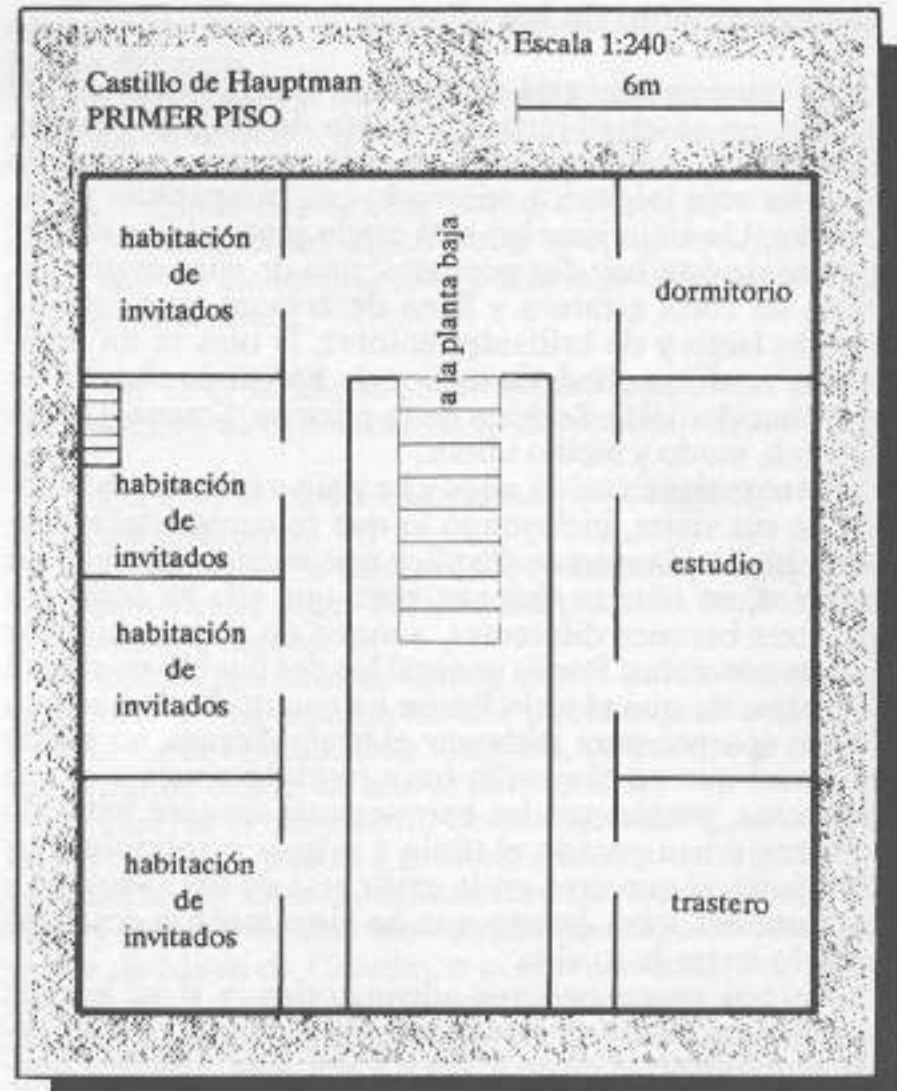 Castillo de Hauptman
PRIMER PISO
Escala 1:240
6m
habitación
de
invitados
a la planta baja
dormitorio
habitación
de
invitados
estudio
habitación
de
invitados
habitación
de
invitados
trastero